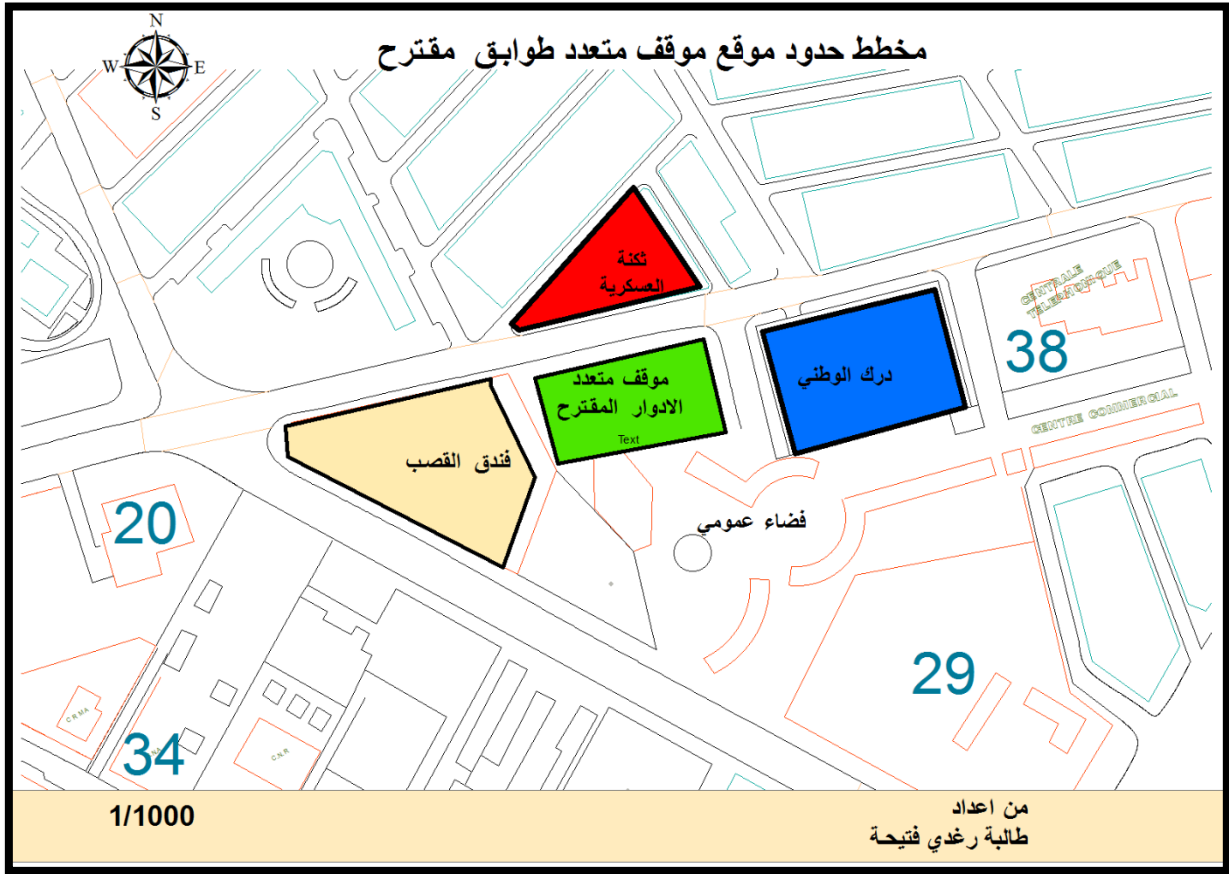 N
W
E
S
مخطط حدود موقع موقف متعدد طوابق مقترح
ثكنة
العسكرية
CENTRALE
TELEPHONIQUE
38
درك الوطني
موقف متعدد
الادوار المقترح
Text
CENTRE COMMERCIAL
فندق القصب
20
فضاء عمومي
29
C.R.MA
34
C.N.R
1/1000
من اعداد
طالبة رغدي فتيحة